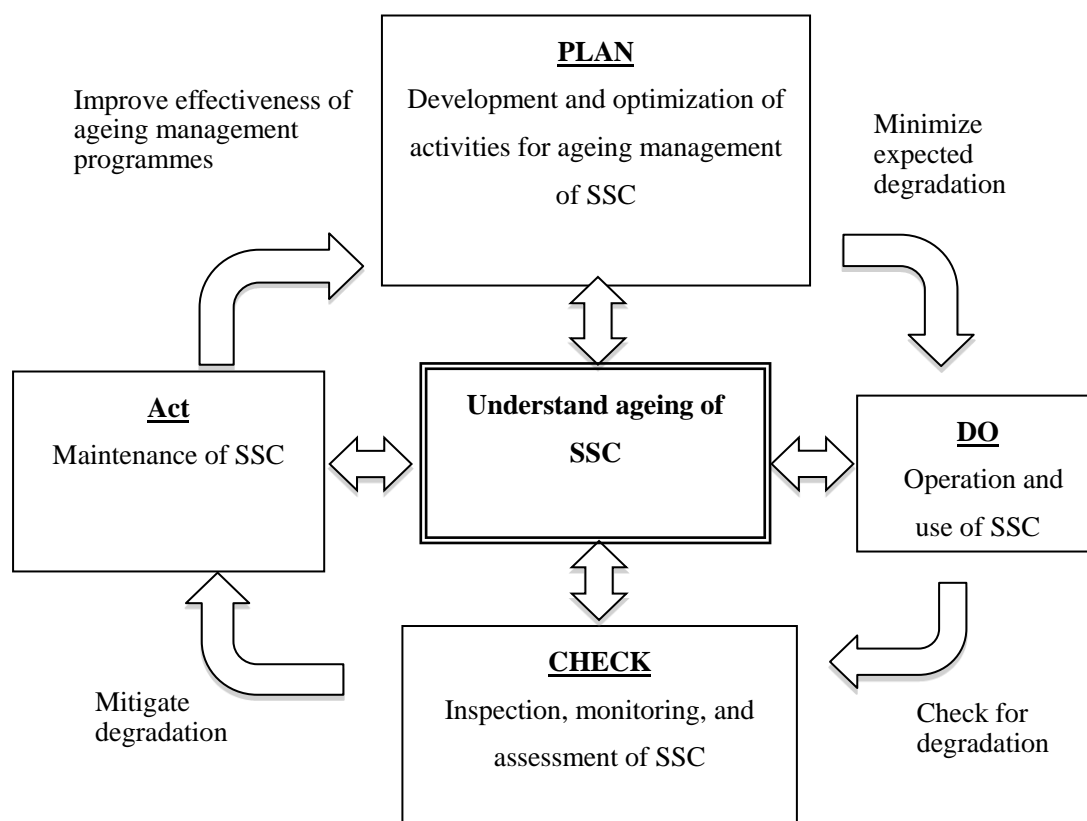 PLAN
Development and optimization of
activities for ageing management
of SSC
Improve effectiveness of
ageing management
programmes
Minimize
expected
degradation
Act
Maintenance of SSC
Understand ageing of
SSC
DO
Operation and
use of SSC
CHECK
Inspection, monitoring, and
assessment of SSC
Mitigate
degradation
Check for
degradation